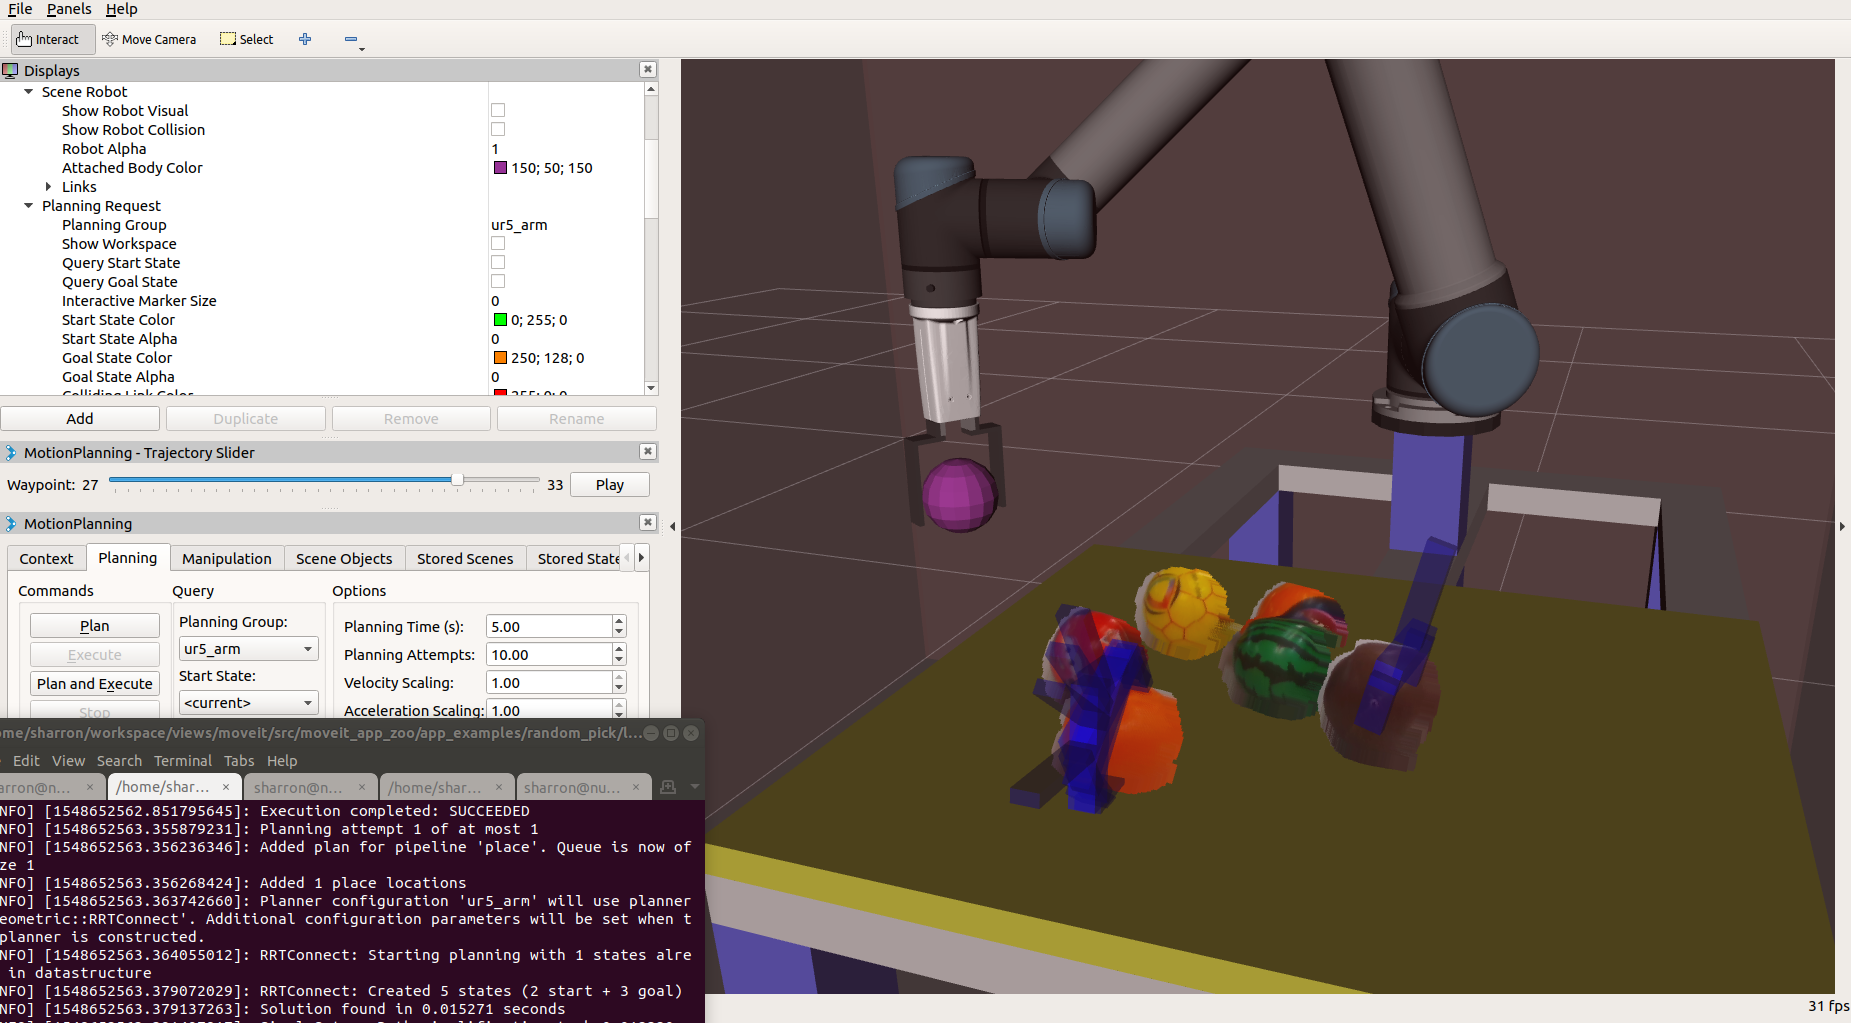 File Panels Help
Interact Move Camera Select
Displays
Scene Robot
Show Robot Visual
Show Robot Collision
Robot Alpha 1
Attached Body Color 150; 50; 150
Links
Planning Request
Planning Group ur5_arm
Show Workspace
Query Start State
Query Goal State
Interactive Marker Size 0
Start State Color 0; 255; 0
Start State Alpha 0
Goal State Color 250; 128; 0
Goal State Alpha 0
Colliding Link Color 255; 0; 0
Add Duplicate Remove Rename
MotionPlanning - Trajectory Slider
Waypoint: 27 33 Play
MotionPlanning
Context Planning Manipulation Scene Objects Stored Scenes Stored State
Commands Query Options
Plan
Execute
Plan and Execute
Stop
Planning Group:
ur5_arm
Start State:
<current>
Planning Time (s): 5.00
Planning Attempts: 10.00
Velocity Scaling: 1.00
Acceleration Scaling: 1.00
ome/sharron/workspace/views/moveit/src/moveit_app_zoo/app_examples/random_pick/l...
Edit View Search Terminal Tabs Help
arron@n... × /home/shar... × sharron@n... × /home/shar... × sharron@nu... ×
NFO] [1548652562.851795645]: Execution completed: SUCCEEDED
NFO] [1548652563.355879231]: Planning attempt 1 of at most 1
NFO] [1548652563.356236346]: Added plan for pipeline 'place'. Queue is now of
ze 1
NFO] [1548652563.356268424]: Added 1 place locations
NFO] [1548652563.363742660]: Planner configuration 'ur5_arm' will use planner
eometric::RRTConnect'. Additional configuration parameters will be set when t
planner is constructed.
NFO] [1548652563.364055012]: RRTConnect: Starting planning with 1 states alre
in datastructure
NFO] [1548652563.379072029]: RRTConnect: Created 5 states (2 start + 3 goal)
NFO] [1548652563.379137263]: Solution found in 0.015271 seconds
31 fps